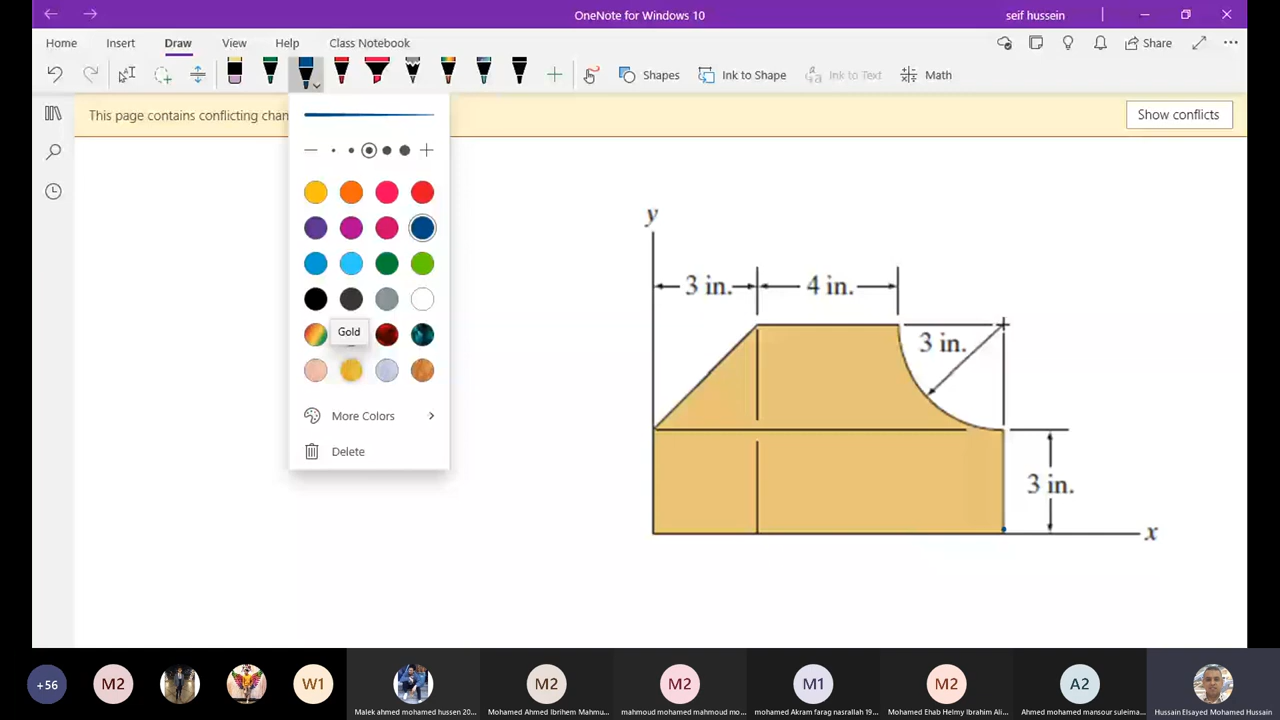 OneNote for Windows 10
seif hussein
Home Insert Draw View Help Class Notebook
Share
Shapes Ink to Shape Ink to Text Math
This page contains conflicting chan
Show conflicts
Gold
More Colors
Delete
y
3 in. 4 in.
3 in.
3 in.
x
+56 M2 W1 M2 M2 M1 M2 A2
Malek ahmed mohamed hussen 20... Mohamed Ahmed Ibrihem Mahmu... mahmoud mohamed mahmoud mo... mohamed Akram farag nasrallah 19... Mohamed Ehab Helmy Ibrahim Ali... Ahmed mohamed mansour suleima... Hussain Elsayed Mohamed Hussain